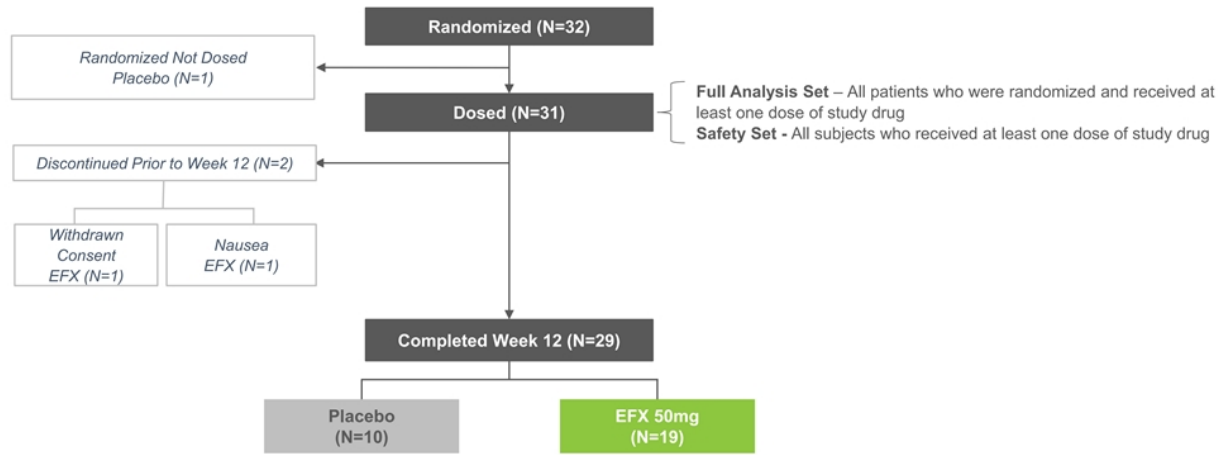 Randomized (N=32)
Randomized Not Dosed
Placebo (N=1)
Dosed (N=31)
Full Analysis Set – All patients who were randomized and received at
least one dose of study drug
Safety Set - All subjects who received at least one dose of study drug
Discontinued Prior to Week 12 (N=2)
Withdrawn
Consent
EFX (N=1)
Nausea
EFX (N=1)
Completed Week 12 (N=29)
Placebo
(N=10)
EFX 50mg
(N=19)